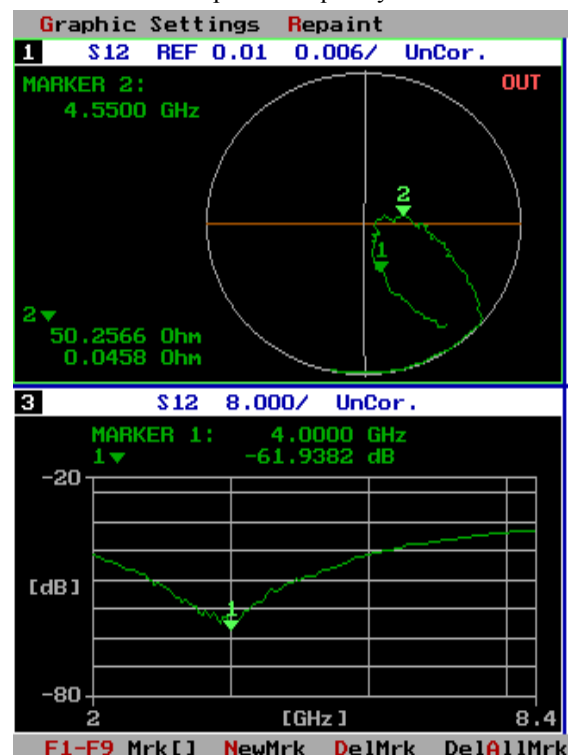 Graphic Settings Repaint
1 S12 REF 0.01 0.006/ UnCor.
MARKER 2:
4.5500 GHz
OUT
2
1
2
50.2566 Ohm
0.0458 Ohm
3 S12 8.000/ UnCor.
MARKER 1: 4.0000 GHz
1 -61.9382 dB
-20
[dB]
1
-80
2 [GHz] 8.4
F1-F9 Mrk[] NewMrk DelMrk DelAllMrk